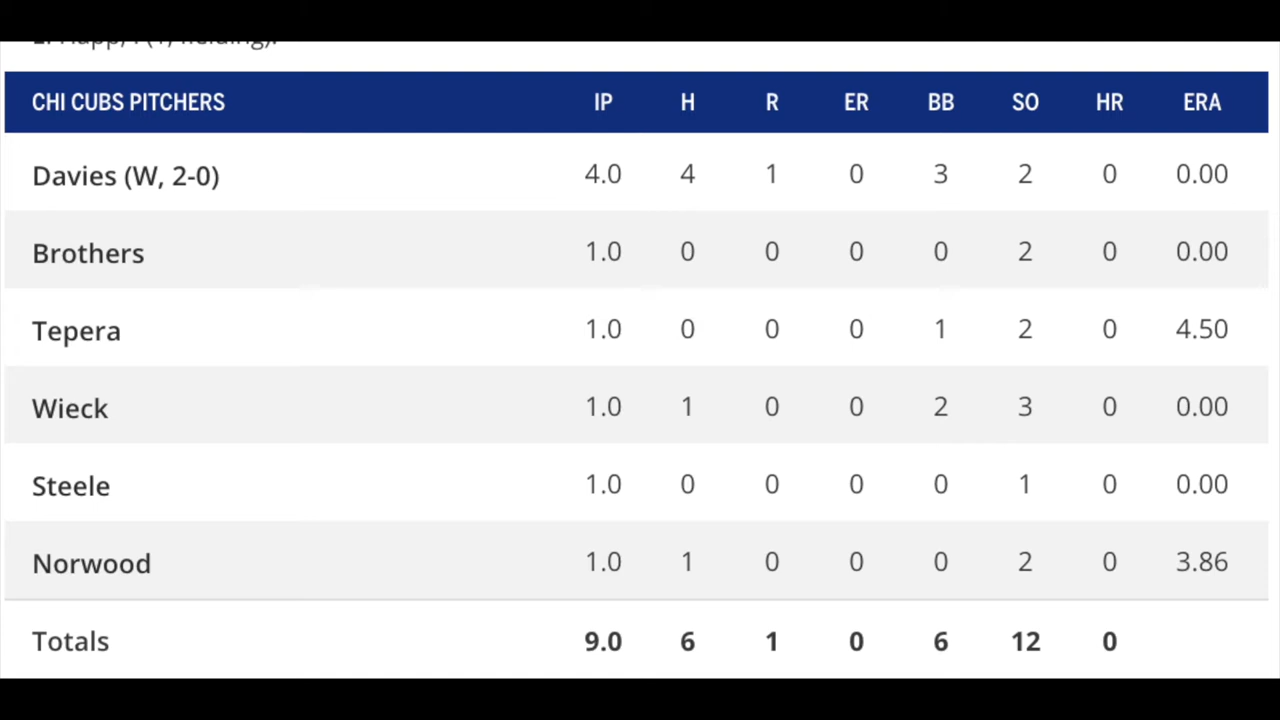 CHI CUBS PITCHERS IP H R ER BB SO HR ERA
Davies (W, 2-0) 4.0 4 1 0 3 2 0 0.00
Brothers 1.0 0 0 0 0 2 0 0.00
Tepera 1.0 0 0 0 1 2 0 4.50
Wieck 1.0 1 0 0 2 3 0 0.00
Steele 1.0 0 0 0 0 1 0 0.00
Norwood 1.0 1 0 0 0 2 0 3.86
Totals 9.0 6 1 0 6 12 0